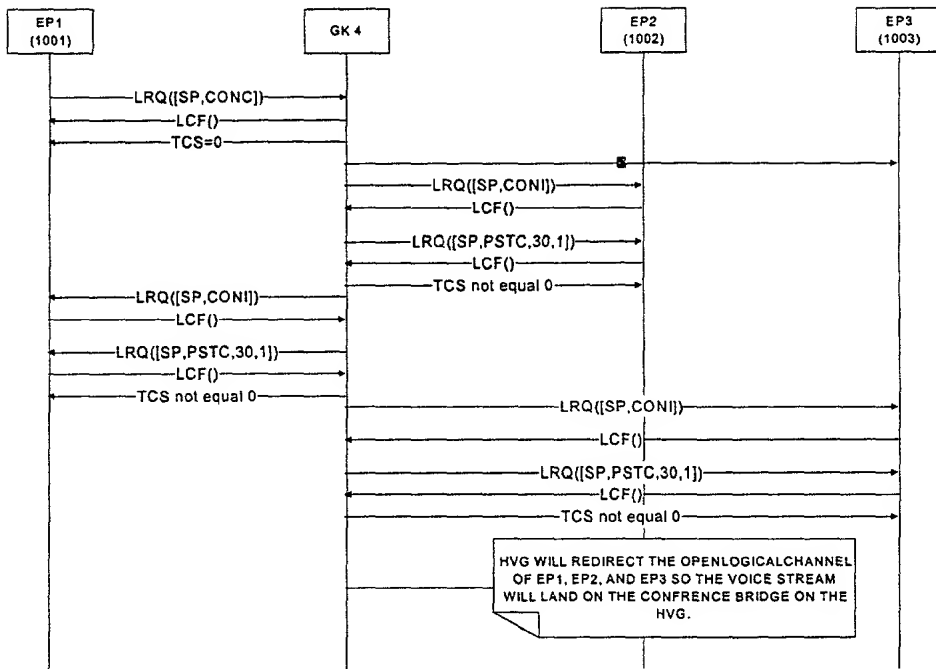 EP1
(1001)
GK 4
EP2
(1002)
EP3
(1003)
LRQ([SP,CONC])
LCF()
TCS=0
LRQ([SP,CONI])
LCF()
LRQ([SP,PSTC,30,1])
LCF()
TCS not equal 0
LRQ([SP,CONI])
LCF()
LRQ([SP,PSTC,30,1])
LCF()
TCS not equal 0
LRQ([SP,CONI])
LCF()
LRQ([SP,PSTC,30,1])
LCF()
TCS not equal 0
HVG WILL REDIRECT THE OPENLOGICALCHANNEL
OF EP1, EP2, AND EP3 SO THE VOICE STREAM
WILL LAND ON THE CONFRENCE BRIDGE ON THE
HVG.